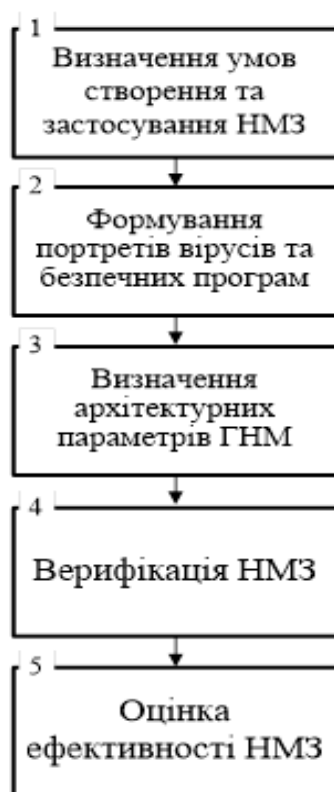 1
Визначення умов
створення та
застосування НМЗ
2
Формування
портретів вірусів та
безпечних програм
3
Визначення
архітектурних
параметрів ГНМ
4
Верифікація НМЗ
5
Оцінка
ефективності НМЗ